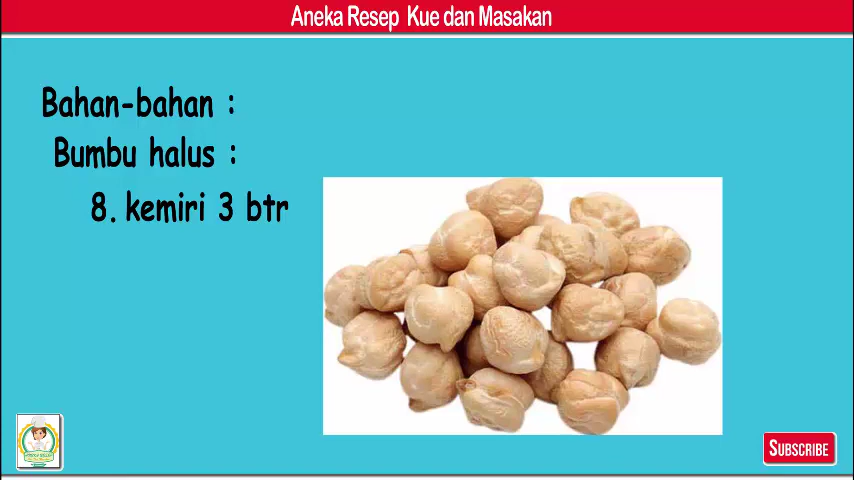 Aneka Resep Kue dan Masakan
Bahan-bahan :
Bumbu halus :
8. kemiri 3 btr
SUBSCRIBE